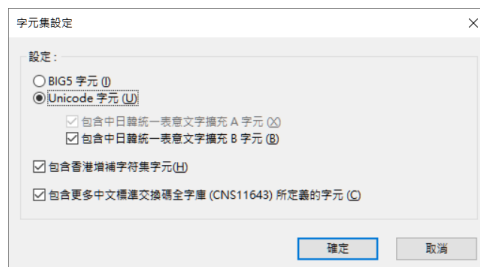 字元集設定
設定：
BIG5 字元 (I)
Unicode 字元 (U)
包含中日韓統一表意文字擴充 A 字元 (X)
包含中日韓統一表意文字擴充 B 字元 (B)
包含香港增補字符集字元(H)
包含更多中文標準交換碼全字庫 (CNS11643) 所定義的字元 (C)
確定 取消